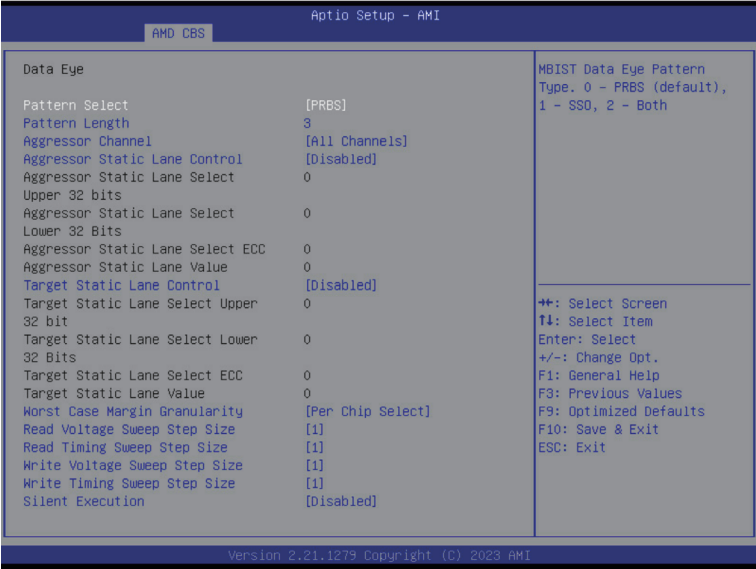 Aptio Setup – AMI
AMD CBS
Data Eye
Pattern Select [PRBS]
Pattern Length 3
Aggressor Channel [All Channels]
Aggressor Static Lane Control [Disabled]
Aggressor Static Lane Select 0
Upper 32 bits
Aggressor Static Lane Select 0
Lower 32 Bits
Aggressor Static Lane Select ECC 0
Aggressor Static Lane Value 0
Target Static Lane Control [Disabled]
Target Static Lane Select Upper 0
32 bit
Target Static Lane Select Lower 0
32 Bits
Target Static Lane Select ECC 0
Target Static Lane Value 0
Worst Case Margin Granularity [Per Chip Select]
Read Voltage Sweep Step Size [1]
Read Timing Sweep Step Size [1]
Write Voltage Sweep Step Size [1]
Write Timing Sweep Step Size [1]
Silent Execution [Disabled]
MBIST Data Eye Pattern
Type. 0 – PRBS (default),
1 – SSO, 2 – Both
→←: Select Screen
↑↓: Select Item
Enter: Select
+/-: Change Opt.
F1: General Help
F3: Previous Values
F9: Optimized Defaults
F10: Save & Exit
ESC: Exit
Version 2.21.1279 Copyright (C) 2023 AMI